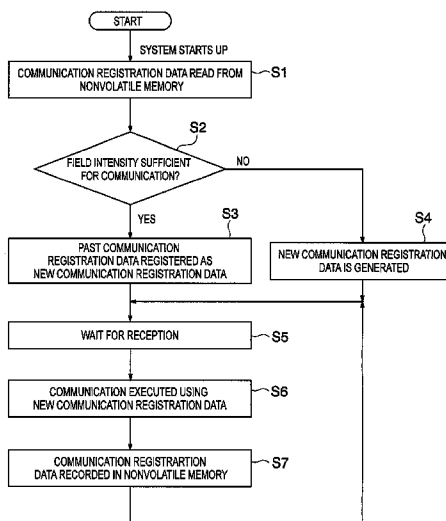 START
SYSTEM STARTS UP
COMMUNICATION REGISTRATION DATA READ FROM
NONVOLATILE MEMORY
S1
S2
FIELD INTENSITY SUFFICIENT
FOR COMMUNICATION?
NO
YES
S3
PAST COMMUNICATION
REGISTRATION DATA REGISTERED AS
NEW COMMUNICATION REGISTRATION DATA
S4
NEW COMMUNICATION REGISTRATION
DATA IS GENERATED
WAIT FOR RECEPTION
S5
COMMUNICATION EXECUTED USING
NEW COMMUNICATION REGISTRATION DATA
S6
COMMUNICATION REGISTRARTION
DATA RECORDED IN NONVOLATILE MEMORY
S7